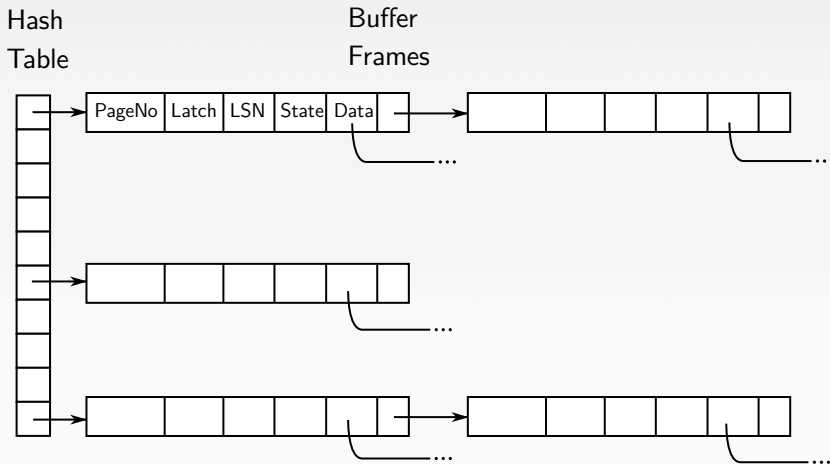 Hash
Table
Buffer
Frames
PageNo Latch LSN State Data
...
...
...
...
...